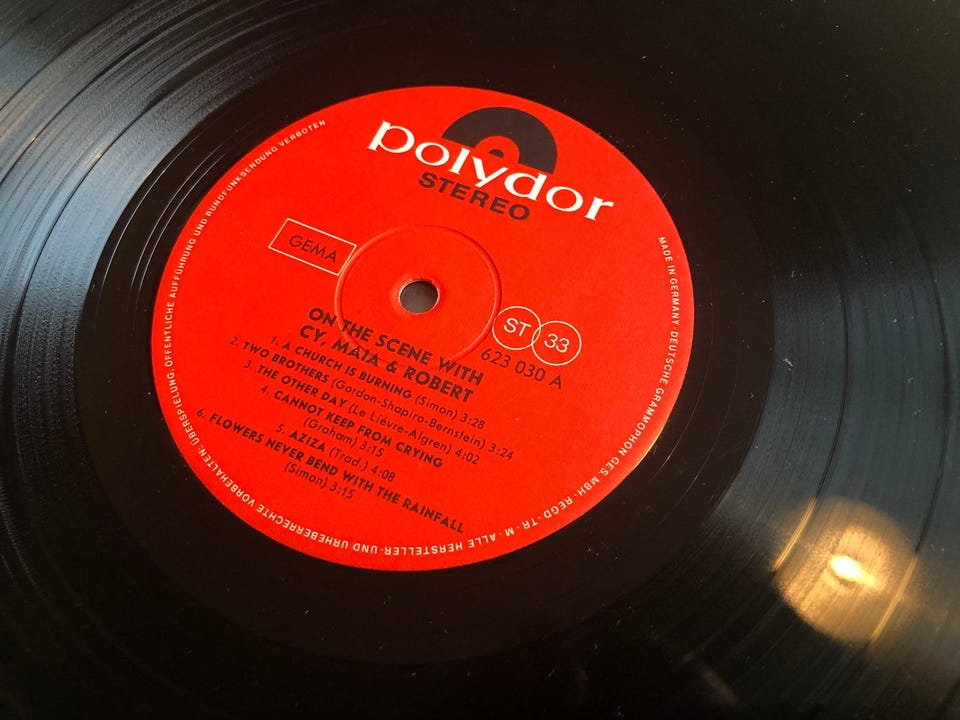 polydor
STEREO
GEMA
ST 33
623 030 A
ON THE SCENE WITH
CY, MAIA & ROBERT
1. A CHURCH IS BURNING (Simon) 3:28
2. TWO BROTHERS (Gordon-Shapiro-Bernstein) 3:24
3. THE OTHER DAY (Le Liévre-Algren) 4:02
4. CANNOT KEEP FROM CRYING
(Graham) 3:15
5. AZIZA (Trad.) 4:08
6. FLOWERS NEVER BEND WITH THE RAINFALL
(Simon) 3:15
MADE IN GERMANY · DEUTSCHE GRAMMOPHON GES MBH · REGD · TR · M · ALLE HERSTELLER- UND URHEBERRECHTE VORBEHALTEN: ÜBERSPIELUNG, ÖFFENTLICHE AUFFÜHRUNG UND RUNDFUNKSENDUNG VERBOTEN